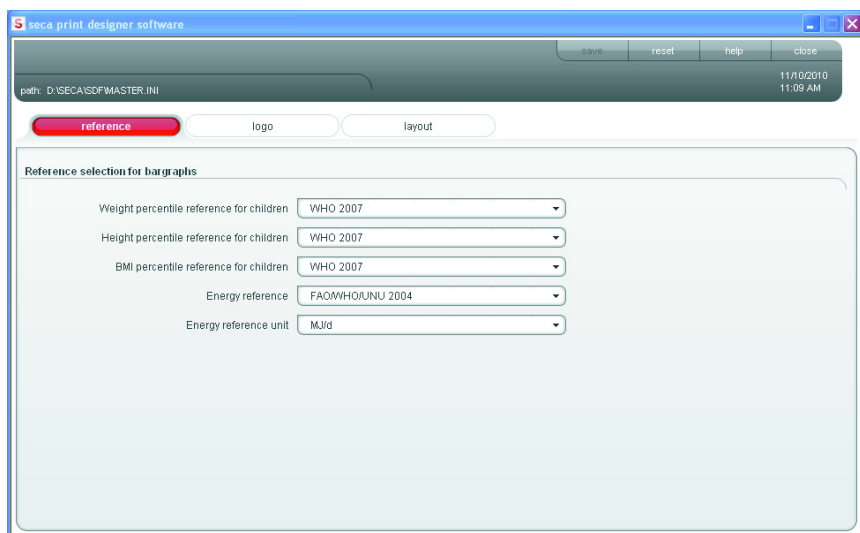 S seca print designer software
save reset help close
path: D:\SECA\SDF\MASTER.INI
11/10/2010
11:09 AM
reference logo layout
Reference selection for bargraphs
Weight percentile reference for children WHO 2007
Height percentile reference for children WHO 2007
BMI percentile reference for children WHO 2007
Energy reference FAO/WHO/UNU 2004
Energy reference unit MJ/d